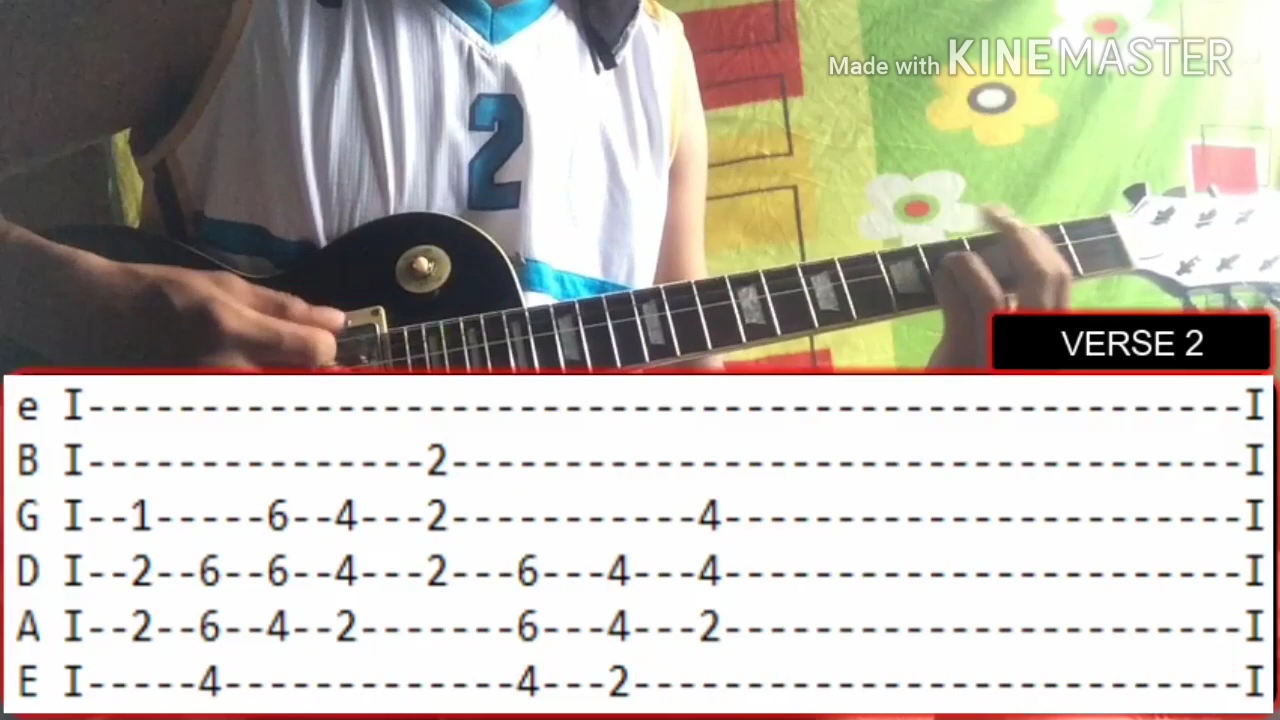 Made with KINEMASTER
2
VERSE 2
e I---------------------------------------------------I
B I---------------2-----------------------------------I
G I--1-----6--4---2-----------4-----------------------I
D I--2--6--6--4---2---6---4---4-----------------------I
A I--2--6--4--2-------6---4---2-----------------------I
E I-----4-------------4---2---------------------------I